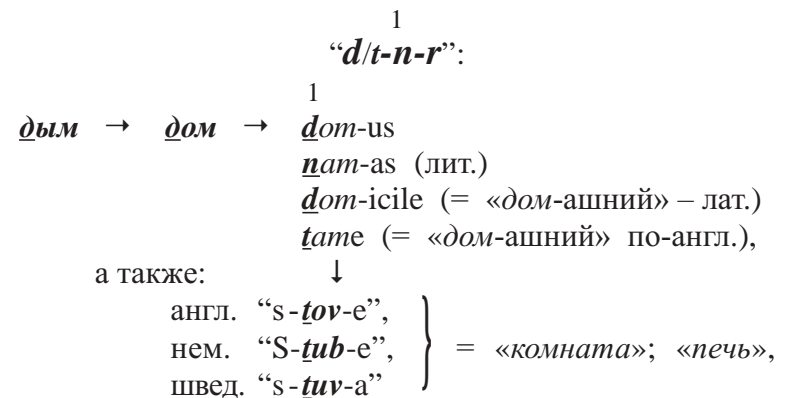 1
“d/t-n-r”:
1
дым → дом → dom-us
nam-as (лит.)
dom-icile (= «дом-ашний» – лат.)
tame (= «дом-ашний» по-англ.),
а также: ↓
англ. “s-tov-e”,
нем. “S-tub-e”, } = «комната»; «печь»,
швед. “s-tuv-a”